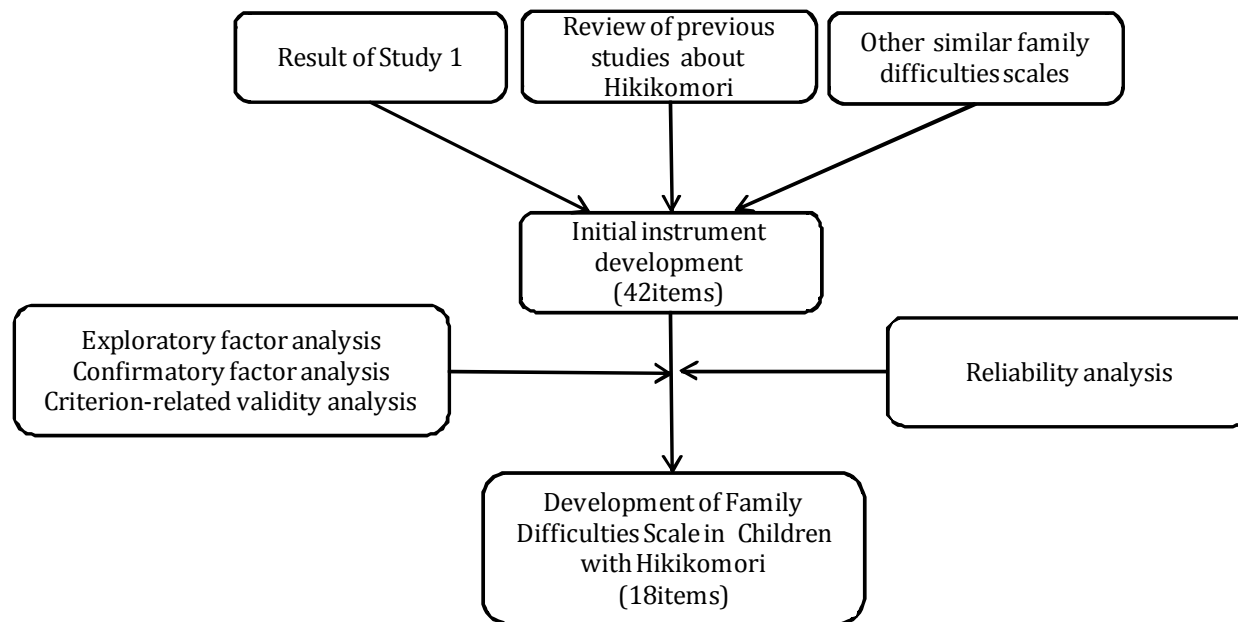 Result of Study 1
Review of previous
studies about
Hikikomori
Other similar family
difficulties scales
Initial instrument
development
(42items)
Exploratory factor analysis
Confirmatory factor analysis
Criterion-related validity analysis
Reliability analysis
Development of Family
Difficulties Scale in Children
with Hikikomori
(18items)